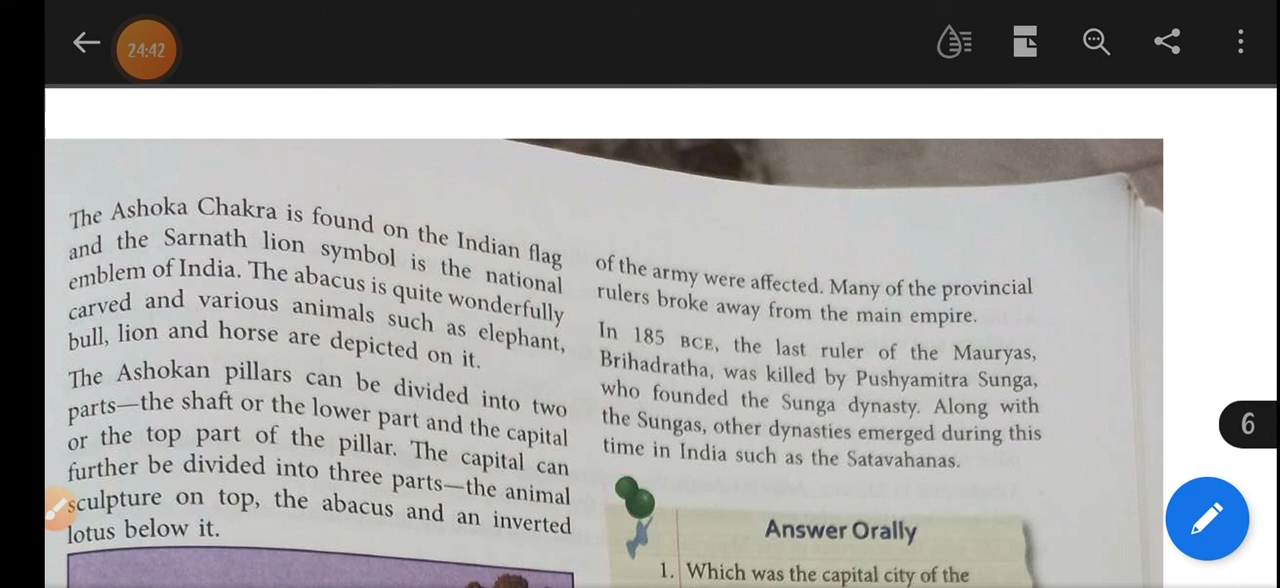 24:42
The Ashoka Chakra is found on the Indian flag
and the Sarnath lion symbol is the national
emblem of India. The abacus is quite wonderfully
carved and various animals such as elephant,
bull, lion and horse are depicted on it.
The Ashokan pillars can be divided into two
parts—the shaft or the lower part and the capital
or the top part of the pillar. The capital can
further be divided into three parts—the animal
sculpture on top, the abacus and an inverted
lotus below it.
of the army were affected. Many of the provincial
rulers broke away from the main empire.
In 185 BCE, the last ruler of the Mauryas,
Brihadratha, was killed by Pushyamitra Sunga,
who founded the Sunga dynasty. Along with
the Sungas, other dynasties emerged during this
time in India such as the Satavahanas.
Answer Orally
1. Which was the capital city of the
6